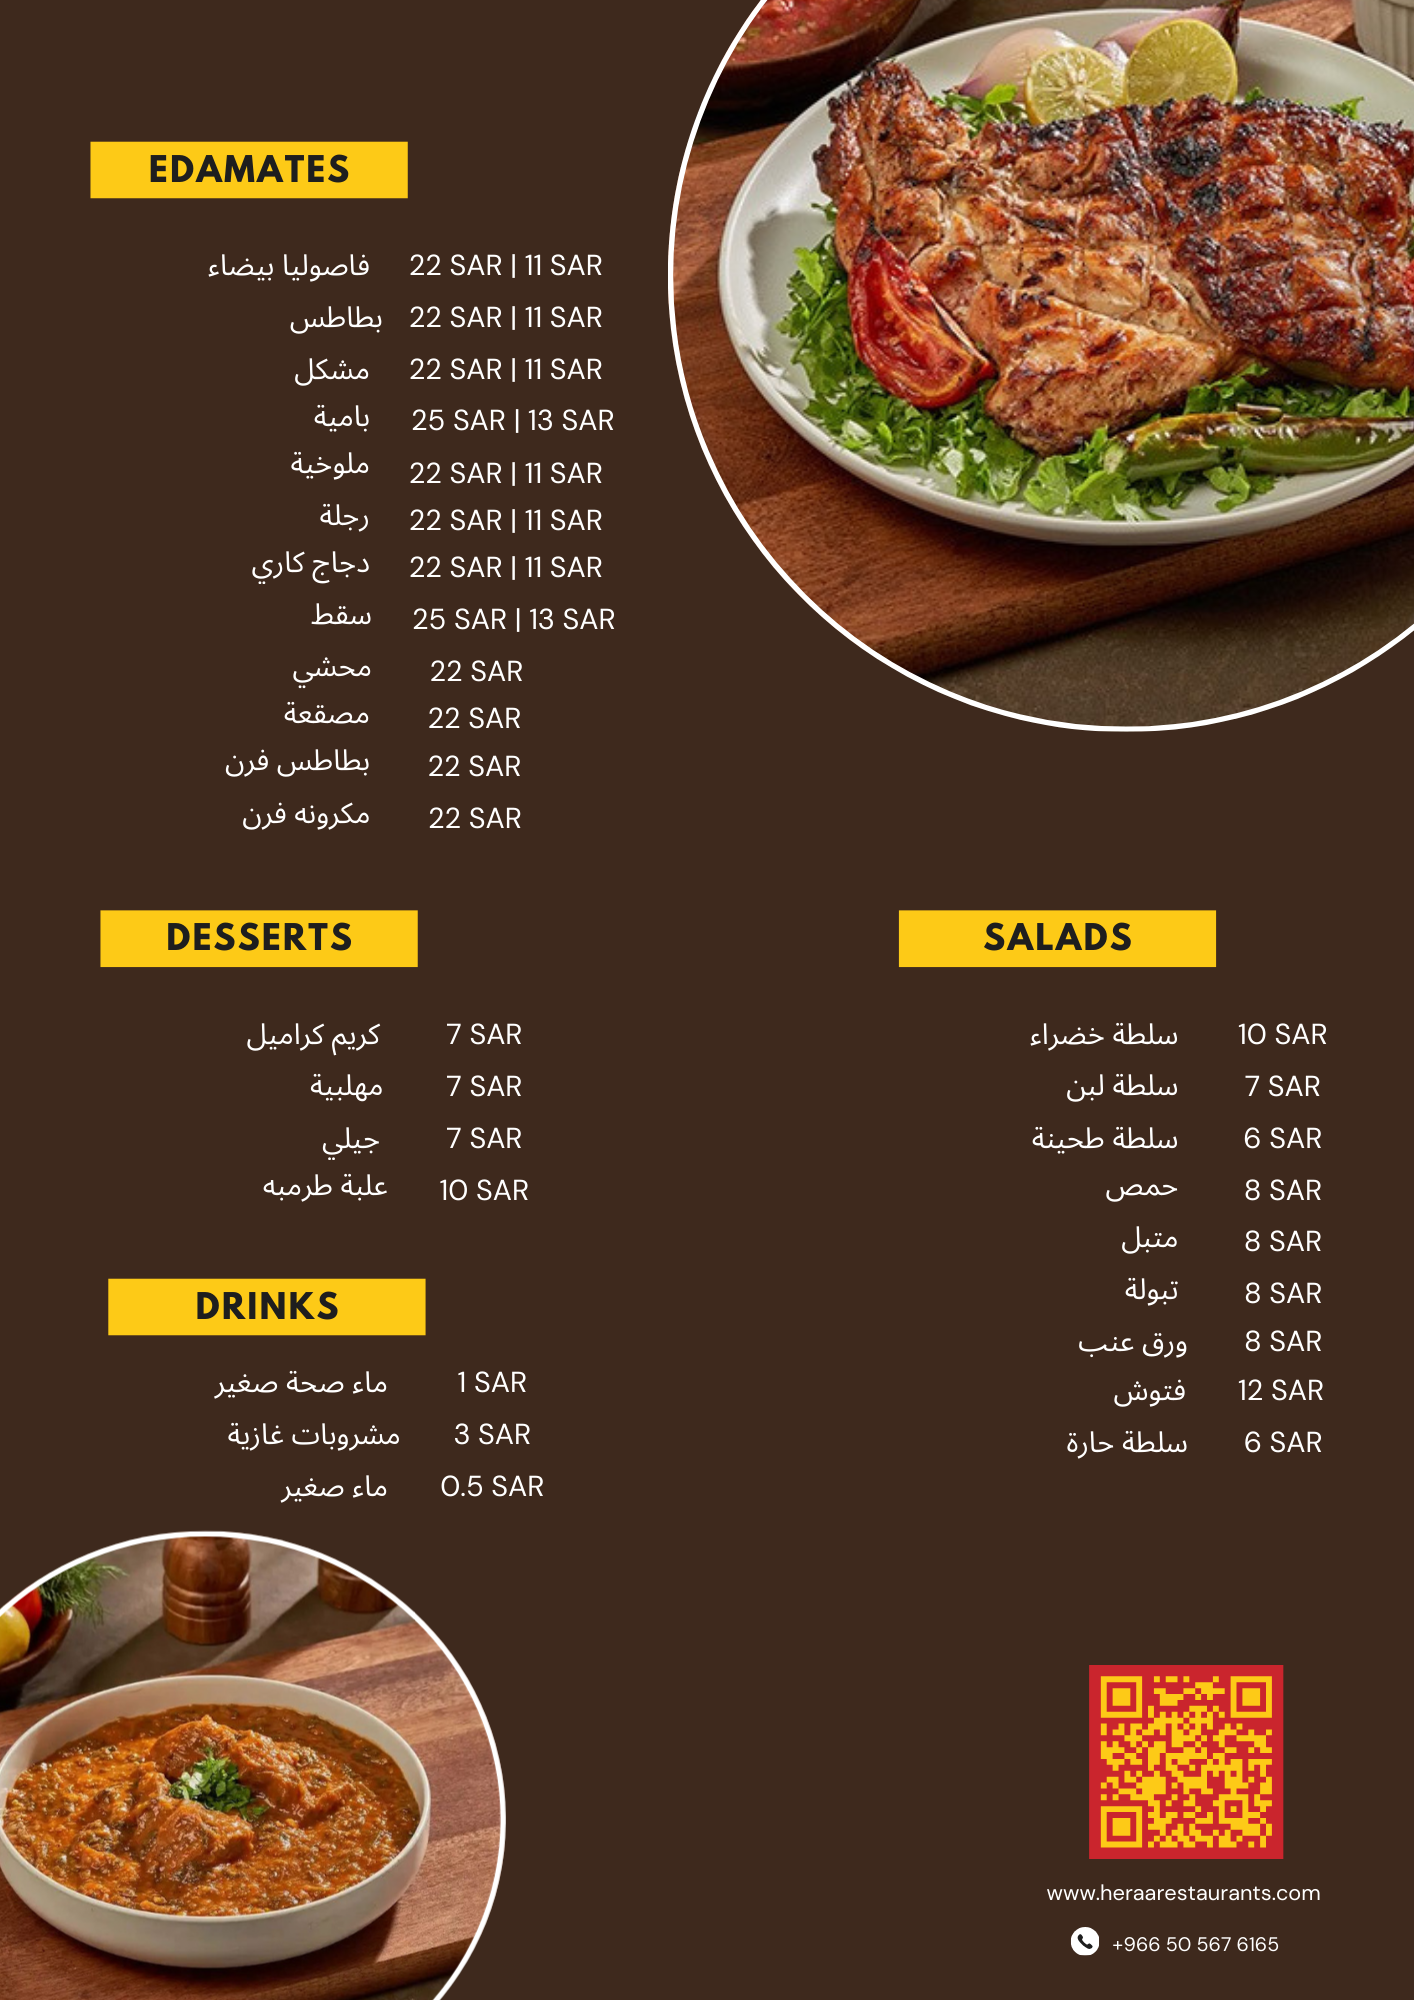 EDAMATES
فاصوليا بيضاء 22 SAR | 11 SAR
بطاطس 22 SAR | 11 SAR
مشكل 22 SAR | 11 SAR
بامية 25 SAR | 13 SAR
ملوخية 22 SAR | 11 SAR
رجلة 22 SAR | 11 SAR
دجاج كاري 22 SAR | 11 SAR
سقط 25 SAR | 13 SAR
محشي 22 SAR
مصقعة 22 SAR
بطاطس فرن 22 SAR
مكرونه فرن 22 SAR
DESSERTS
كريم كراميل 7 SAR
مهلبية 7 SAR
جيلي 7 SAR
علبة طرمبه 10 SAR
DRINKS
ماء صحة صغير 1 SAR
مشروبات غازية 3 SAR
ماء صغير 0.5 SAR
SALADS
سلطة خضراء 10 SAR
سلطة لبن 7 SAR
سلطة طحينة 6 SAR
حمص 8 SAR
متبل 8 SAR
تبولة 8 SAR
ورق عنب 8 SAR
فتوش 12 SAR
سلطة حارة 6 SAR
www.heraarestaurants.com
+966 50 567 6165